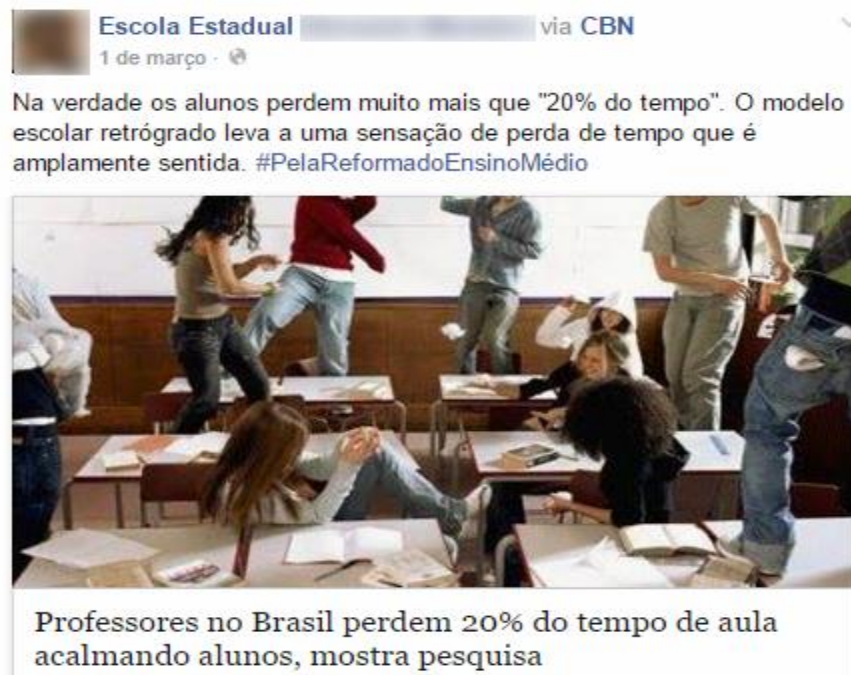 Escola Estadual via CBN
1 de março ·
Na verdade os alunos perdem muito mais que "20% do tempo". O modelo
escolar retrógrado leva a uma sensação de perda de tempo que é
amplamente sentida. #PelaReformadoEnsinoMédio
Professores no Brasil perdem 20% do tempo de aula
acalmando alunos, mostra pesquisa